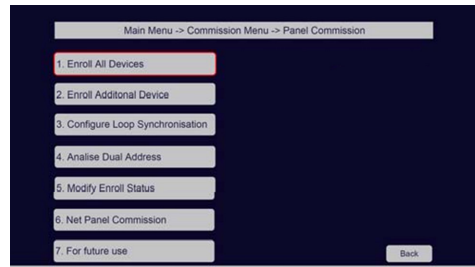 Main Menu -> Commission Menu -> Panel Commission
1. Enroll All Devices
2. Enroll Additonal Device
3. Configure Loop Synchronisation
4. Analise Dual Address
5. Modify Enroll Status
6. Net Panel Commission
7. For future use
Back